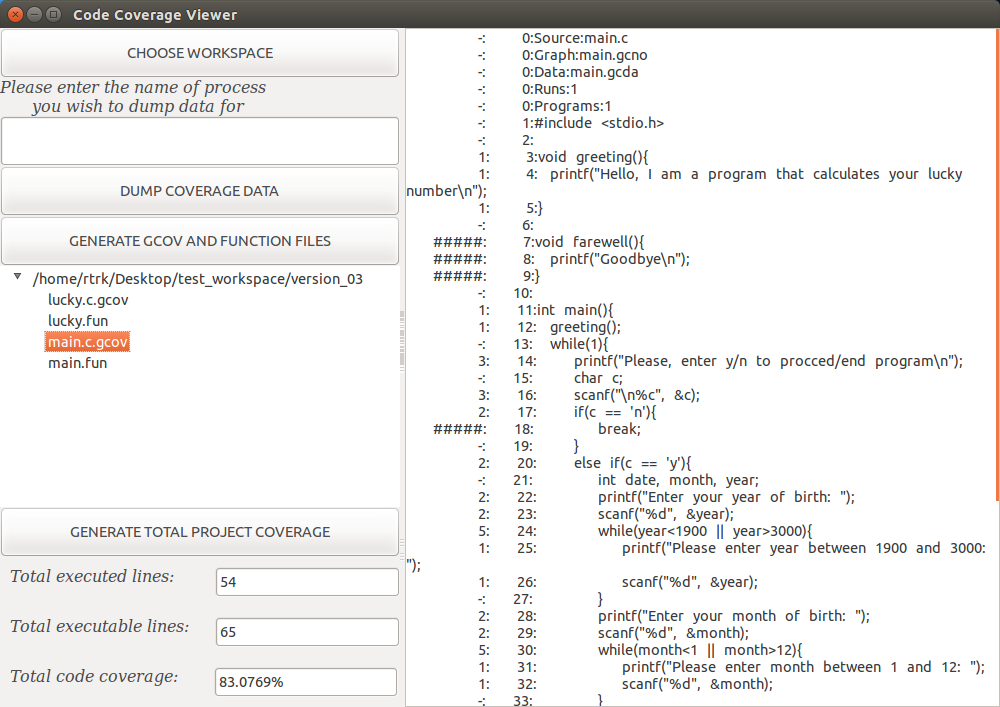 Code Coverage Viewer
CHOOSE WORKSPACE
Please enter the name of process
you wish to dump data for
DUMP COVERAGE DATA
GENERATE GCOV AND FUNCTION FILES
/home/rtrk/Desktop/test_workspace/version_03
lucky.c.gcov
lucky.fun
main.c.gcov
main.fun
GENERATE TOTAL PROJECT COVERAGE
Total executed lines: 54
Total executable lines: 65
Total code coverage: 83.0769%
-: 0:Source:main.c
-: 0:Graph:main.gcno
-: 0:Data:main.gcda
-: 0:Runs:1
-: 0:Programs:1
-: 1:#include <stdio.h>
-: 2:
1: 3:void greeting(){
1: 4: printf("Hello, I am a program that calculates your lucky
number\n");
1: 5:}
-: 6:
#####: 7:void farewell(){
#####: 8: printf("Goodbye\n");
#####: 9:}
-: 10:
1: 11:int main(){
1: 12: greeting();
-: 13: while(1){
3: 14: printf("Please, enter y/n to procced/end program\n");
-: 15: char c;
3: 16: scanf("\n%c", &c);
2: 17: if(c == 'n'){
#####: 18: break;
-: 19: }
2: 20: else if(c == 'y'){
-: 21: int date, month, year;
2: 22: printf("Enter your year of birth: ");
2: 23: scanf("%d", &year);
5: 24: while(year<1900 || year>3000){
1: 25: printf("Please enter year between 1900 and 3000:
");
1: 26: scanf("%d", &year);
-: 27: }
2: 28: printf("Enter your month of birth: ");
2: 29: scanf("%d", &month);
5: 30: while(month<1 || month>12){
1: 31: printf("Please enter month between 1 and 12: ");
1: 32: scanf("%d", &month);
-: 33: }